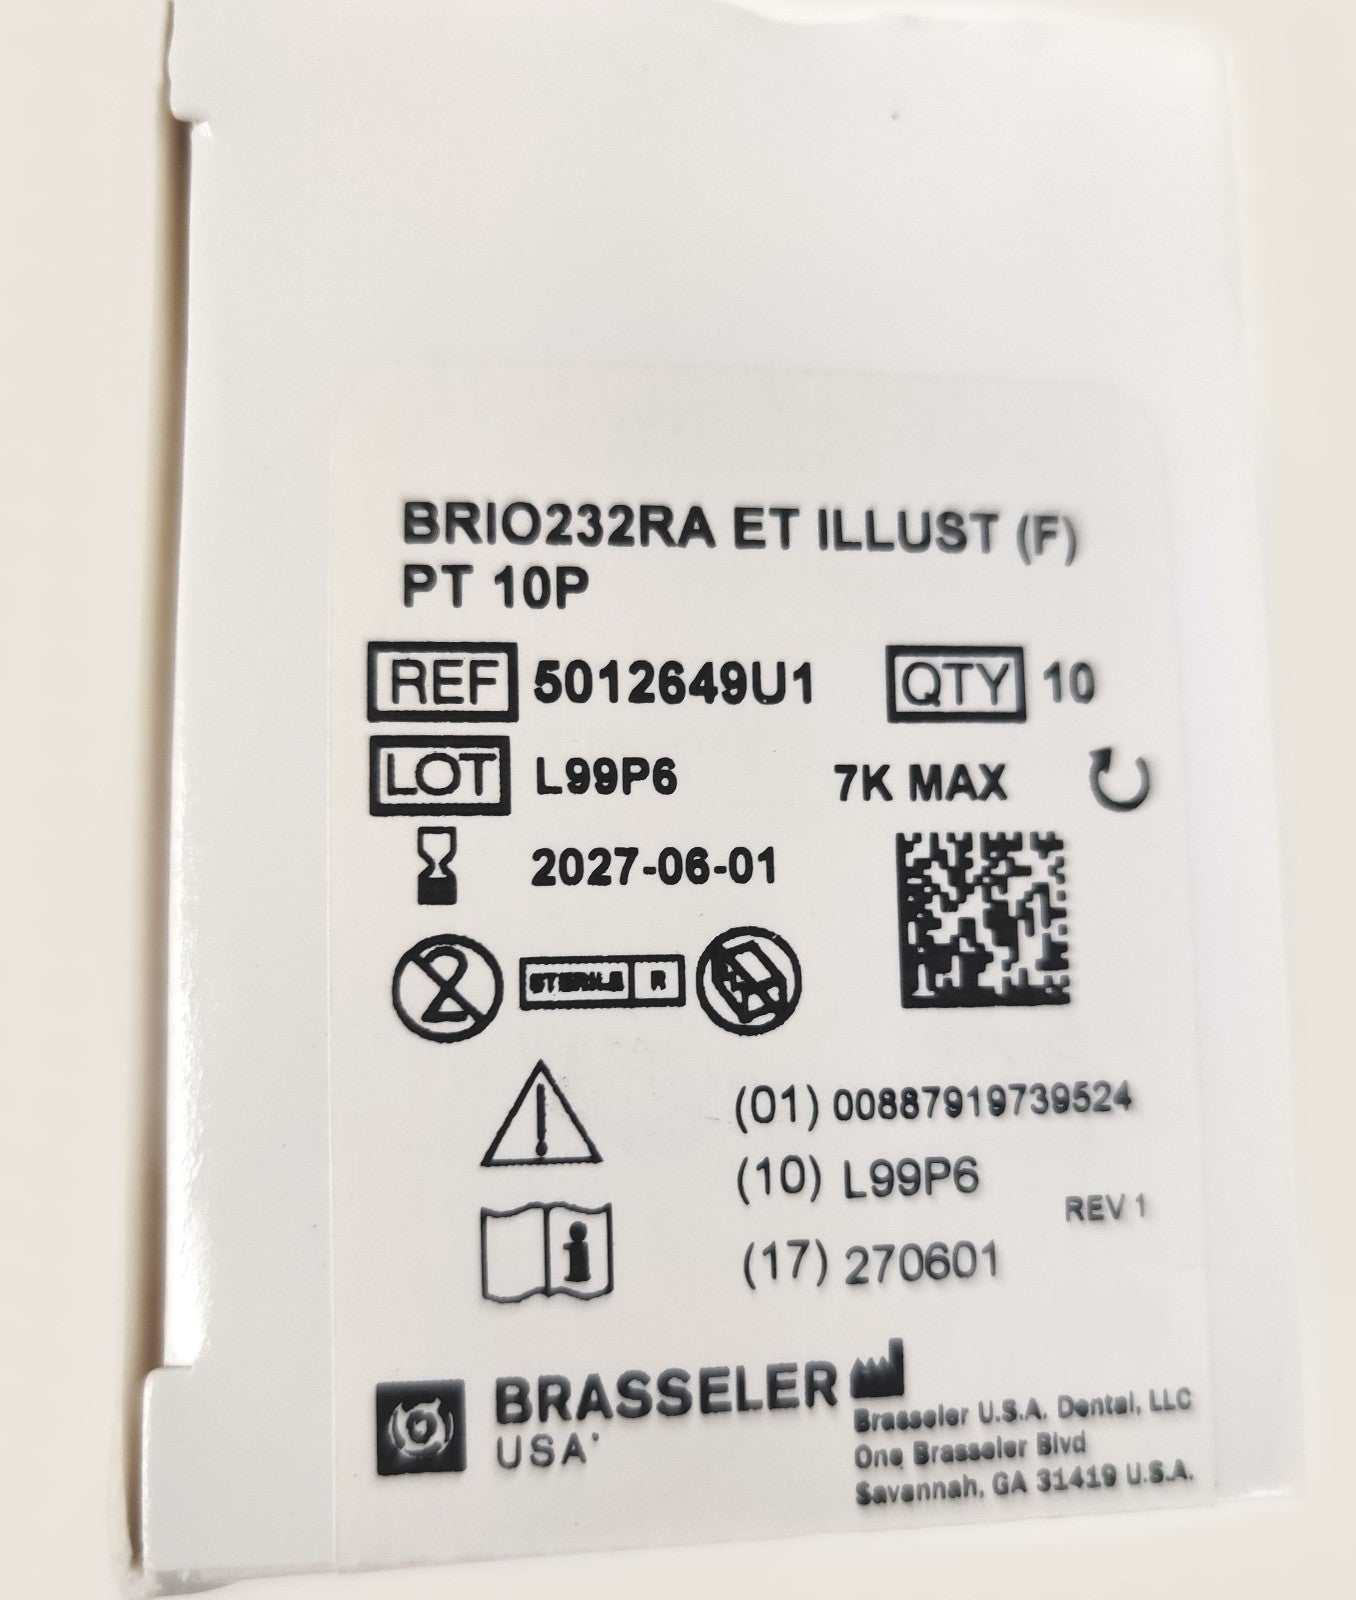 BRIO232RA ET ILLUST (F)
PT 10P
REF 5012649U1 QTY 10
LOT L99P6 7K MAX
2027-06-01
2 STERILE R
(01) 00887919739524
(10) L99P6
REV 1
(17) 270601
BRASSELER
USA
Brasseler U.S.A. Dental, LLC
One Brasseler Blvd
Savannah, GA 31419 U.S.A.